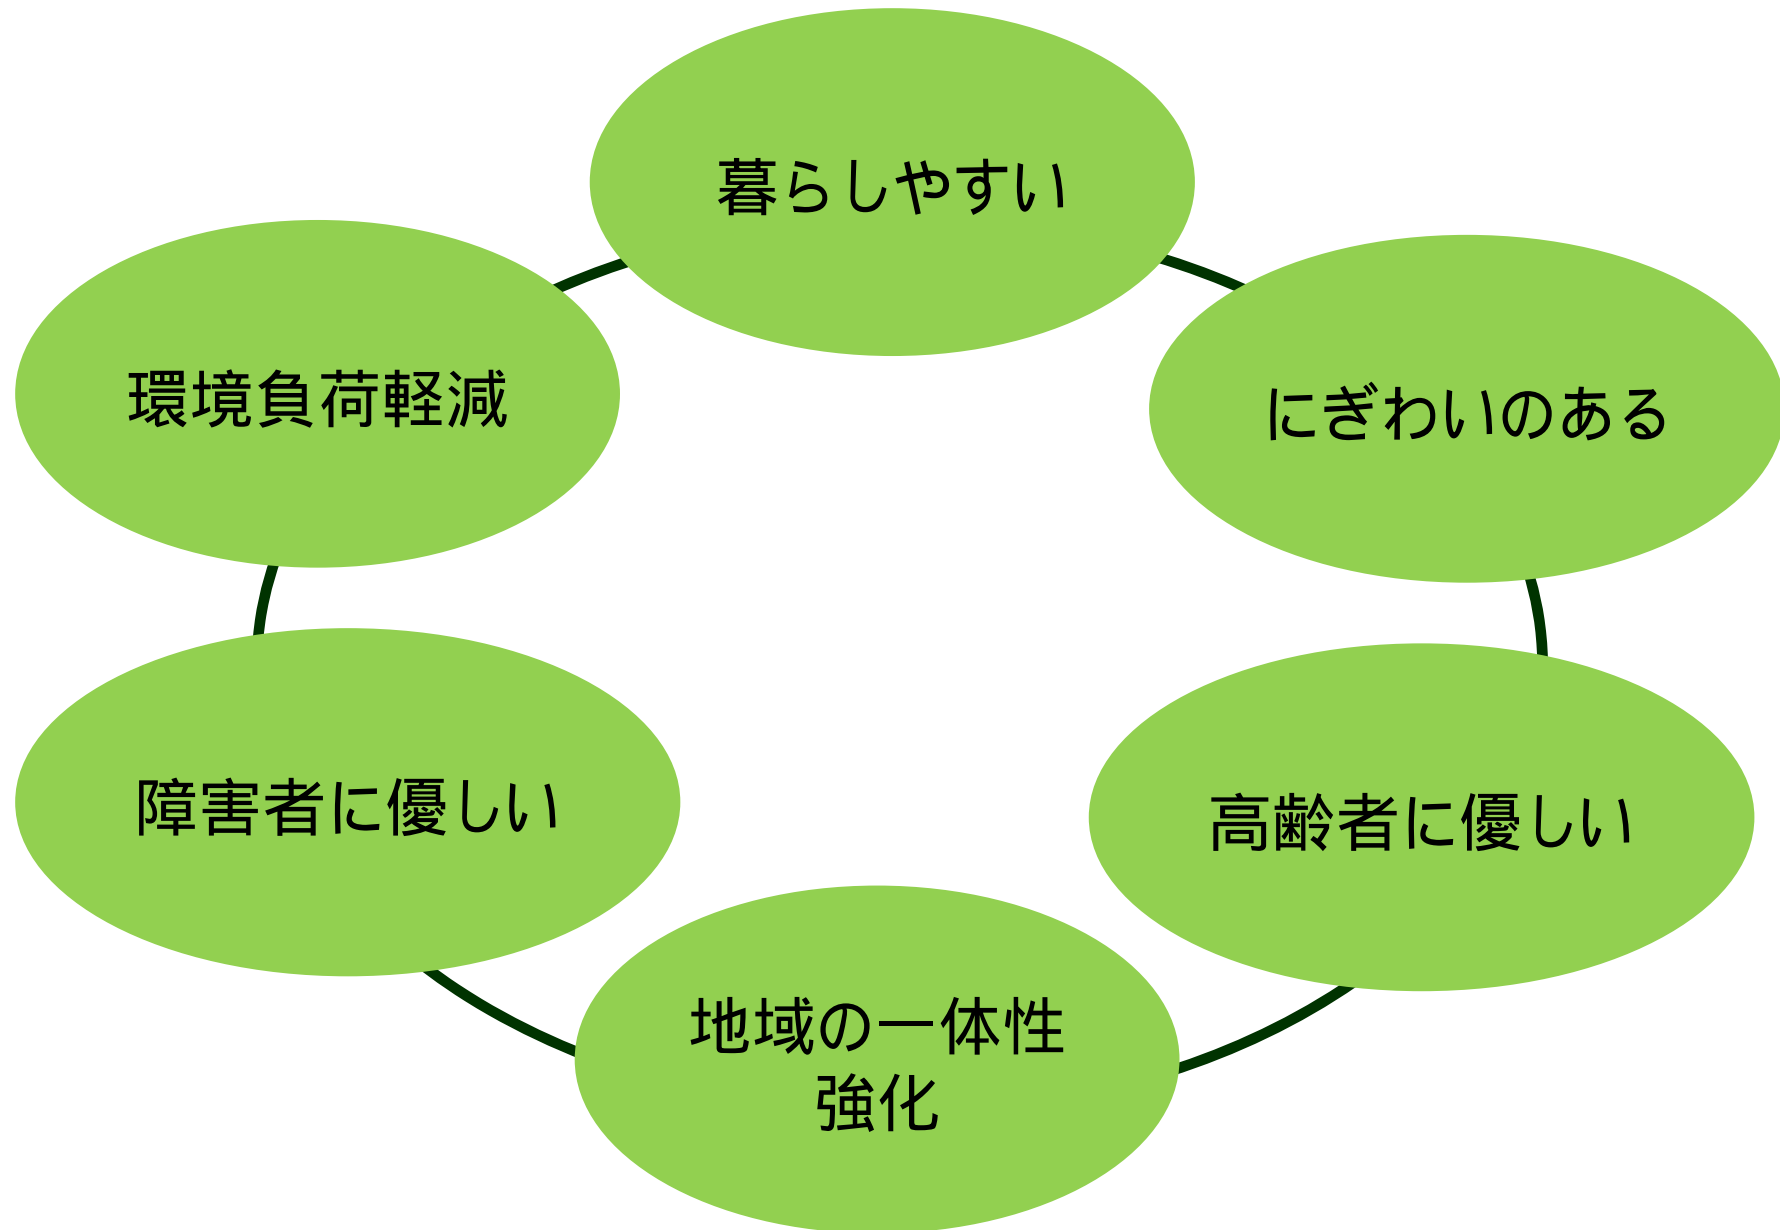 暮らしやすい
環境負荷軽減
にぎわいのある
障害者に優しい
高齢者に優しい
地域の一体性
強化